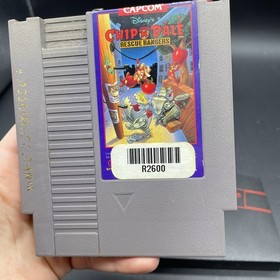 CAPCOM
Disney's
CHIP 'N DALE
RESCUE RANGERS
R2600